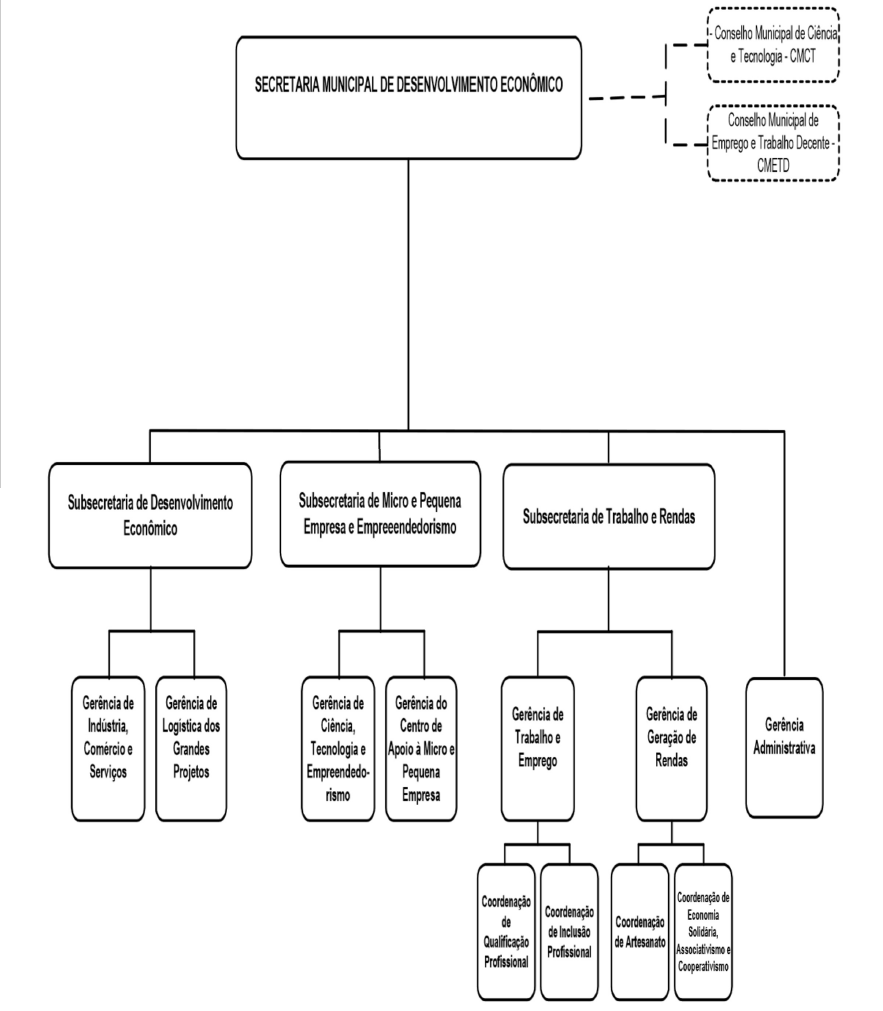 - Conselho Municipal de Ciência
e Tecnologia - CMCT
SECRETARIA MUNICIPAL DE DESENVOLVIMENTO ECONÔMICO
Conselho Municipal de
Emprego e Trabalho Decente -
CMETD
Subsecretaria de Desenvolvimento
Econômico
Subsecretaria de Micro e Pequena
Empresa e Empreeendedorismo
Subsecretaria de Trabalho e Rendas
Gerência de
Indústria,
Comércio e
Serviços
Gerência de
Logística dos
Grandes
Projetos
Gerência de
Ciência,
Tecnologia e
Empreendedo-
rismo
Gerência do
Centro de
Apoio à Micro e
Pequena
Empresa
Gerência de
Trabalho e
Emprego
Gerência de
Geração de
Rendas
Gerência
Administrativa
Coordenação
de
Qualificação
Profissional
Coordenação
de Inclusão
Profissional
Coordenação
de Artesanato
Coordenação de
Economia
Solidária,
Associativismo e
Cooperativismo